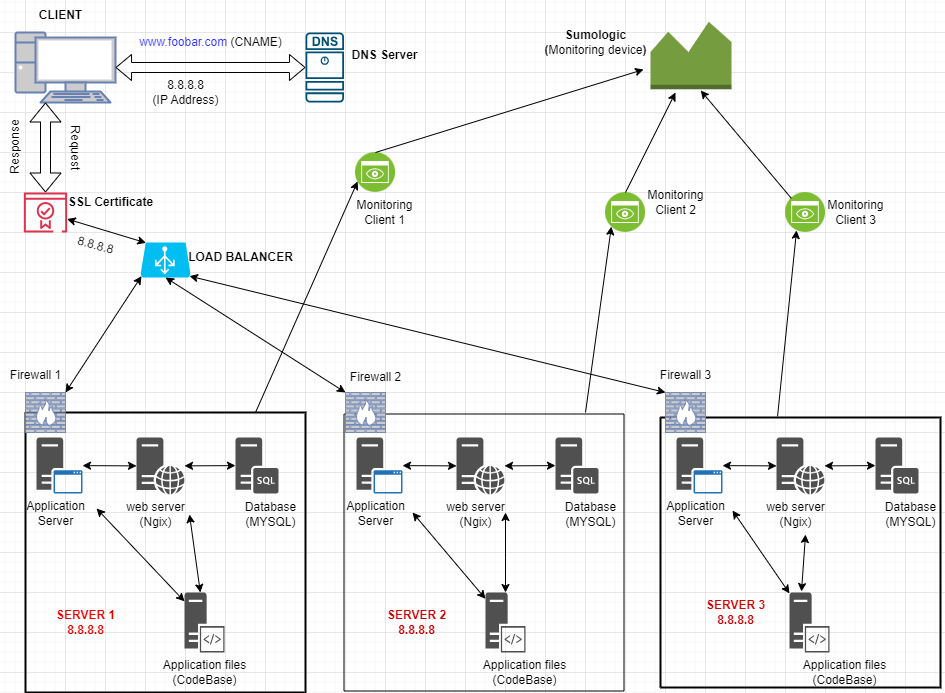 CLIENT
www.foobar.com (CNAME)
8.8.8.8
(IP Address)
DNS
DNS Server
Sumologic
(Monitoring device)
Response
Request
SSL Certificate
8.8.8.8
LOAD BALANCER
Monitoring
Client 1
Monitoring
Client 2
Monitoring
Client 3
Firewall 1
Firewall 2
Firewall 3
Application
Server
web server
(Ngix)
SQL
Database
(MYSQL)
SERVER 1
8.8.8.8
</>
Application files
(CodeBase)
Application
Server
web server
(Ngix)
SQL
Database
(MYSQL)
SERVER 2
8.8.8.8
</>
Application files
(CodeBase)
Application
Server
web server
(Ngix)
SQL
Database
(MYSQL)
SERVER 3
8.8.8.8
</>
Application files
(CodeBase)